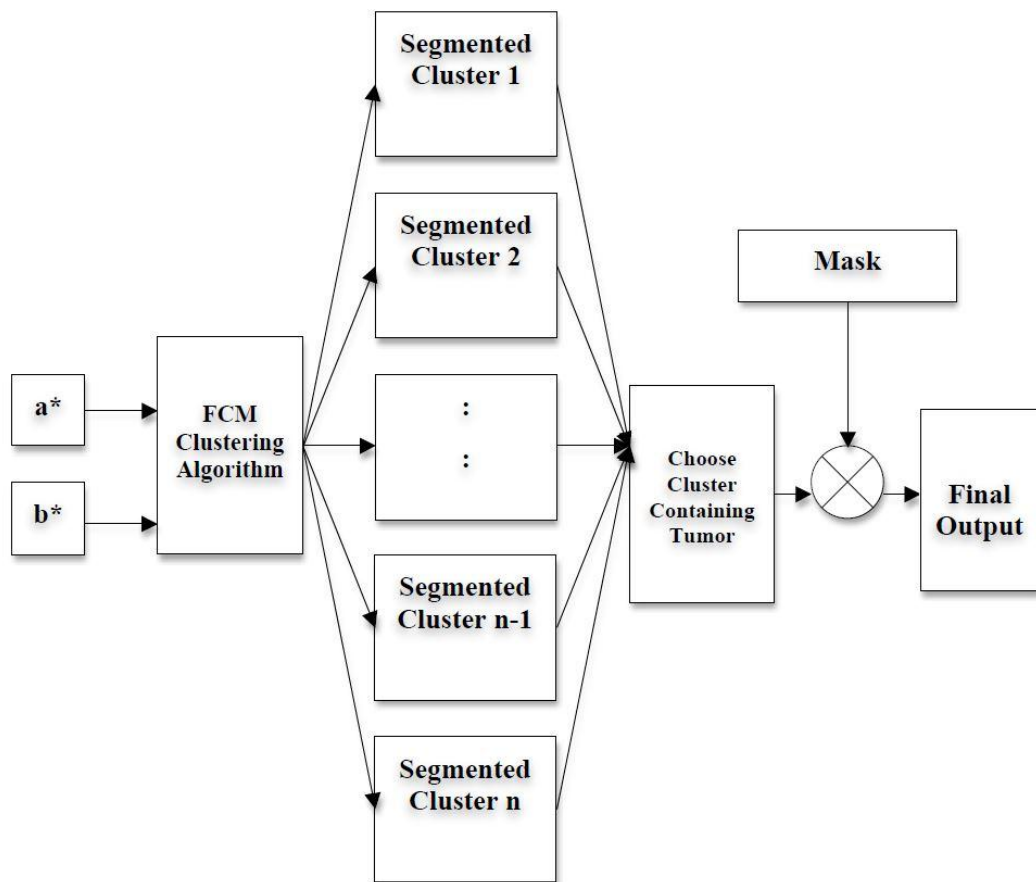 a*
b*
FCM
Clustering
Algorithm
Segmented
Cluster 1
Segmented
Cluster 2
:
:
Segmented
Cluster n-1
Segmented
Cluster n
Choose
Cluster
Containing
Tumor
Mask
Final
Output